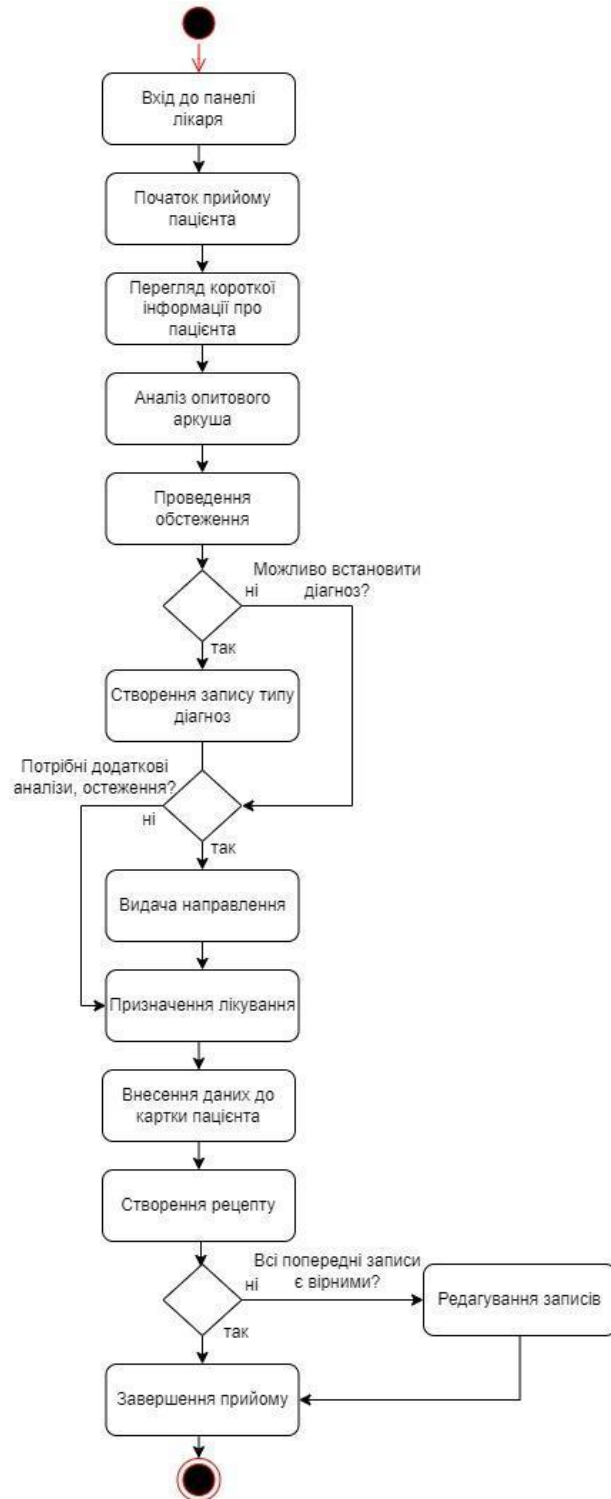 Вхід до панелі
лікаря
Початок прийому
пацієнта
Перегляд короткої
інформації про
пацієнта
Аналіз опитового
аркуша
Проведення
обстеження
Можливо встановити
діагноз?
ні
так
Створення запису типу
діагноз
Потрібні додаткові
аналізи, остеження?
ні
так
Видача направлення
Призначення лікування
Внесення даних до
картки пацієнта
Створення рецепту
Всі попередні записи
є вірними?
ні
так
Редагування записів
Завершення прийому